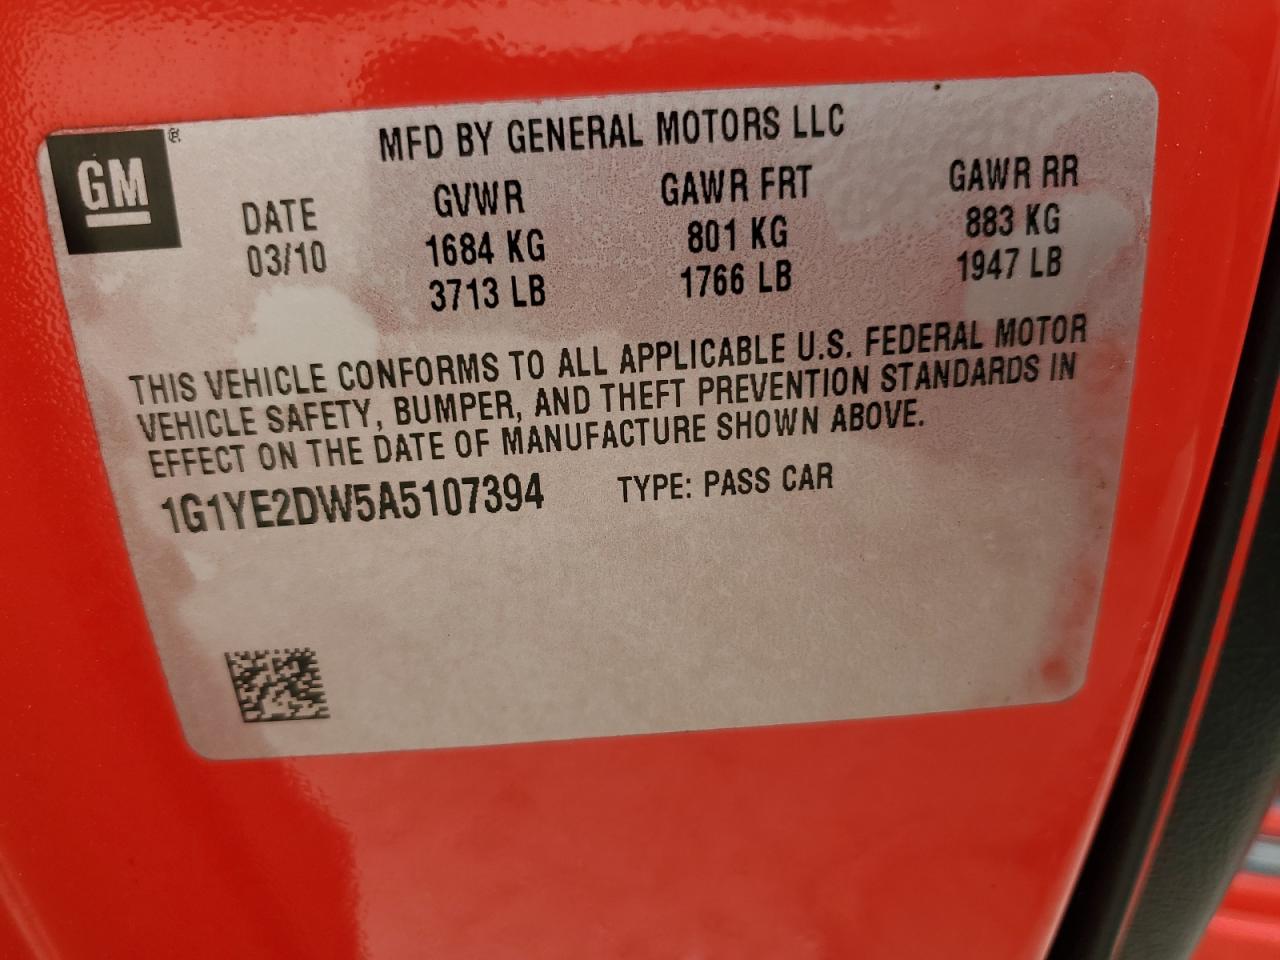 GM ®
MFD BY GENERAL MOTORS LLC
DATE GVWR GAWR FRT GAWR RR
03/10 1684 KG 801 KG 883 KG
3713 LB 1766 LB 1947 LB
THIS VEHICLE CONFORMS TO ALL APPLICABLE U.S. FEDERAL MOTOR
VEHICLE SAFETY, BUMPER, AND THEFT PREVENTION STANDARDS IN
EFFECT ON THE DATE OF MANUFACTURE SHOWN ABOVE.
1G1YE2DW5A5107394 TYPE: PASS CAR